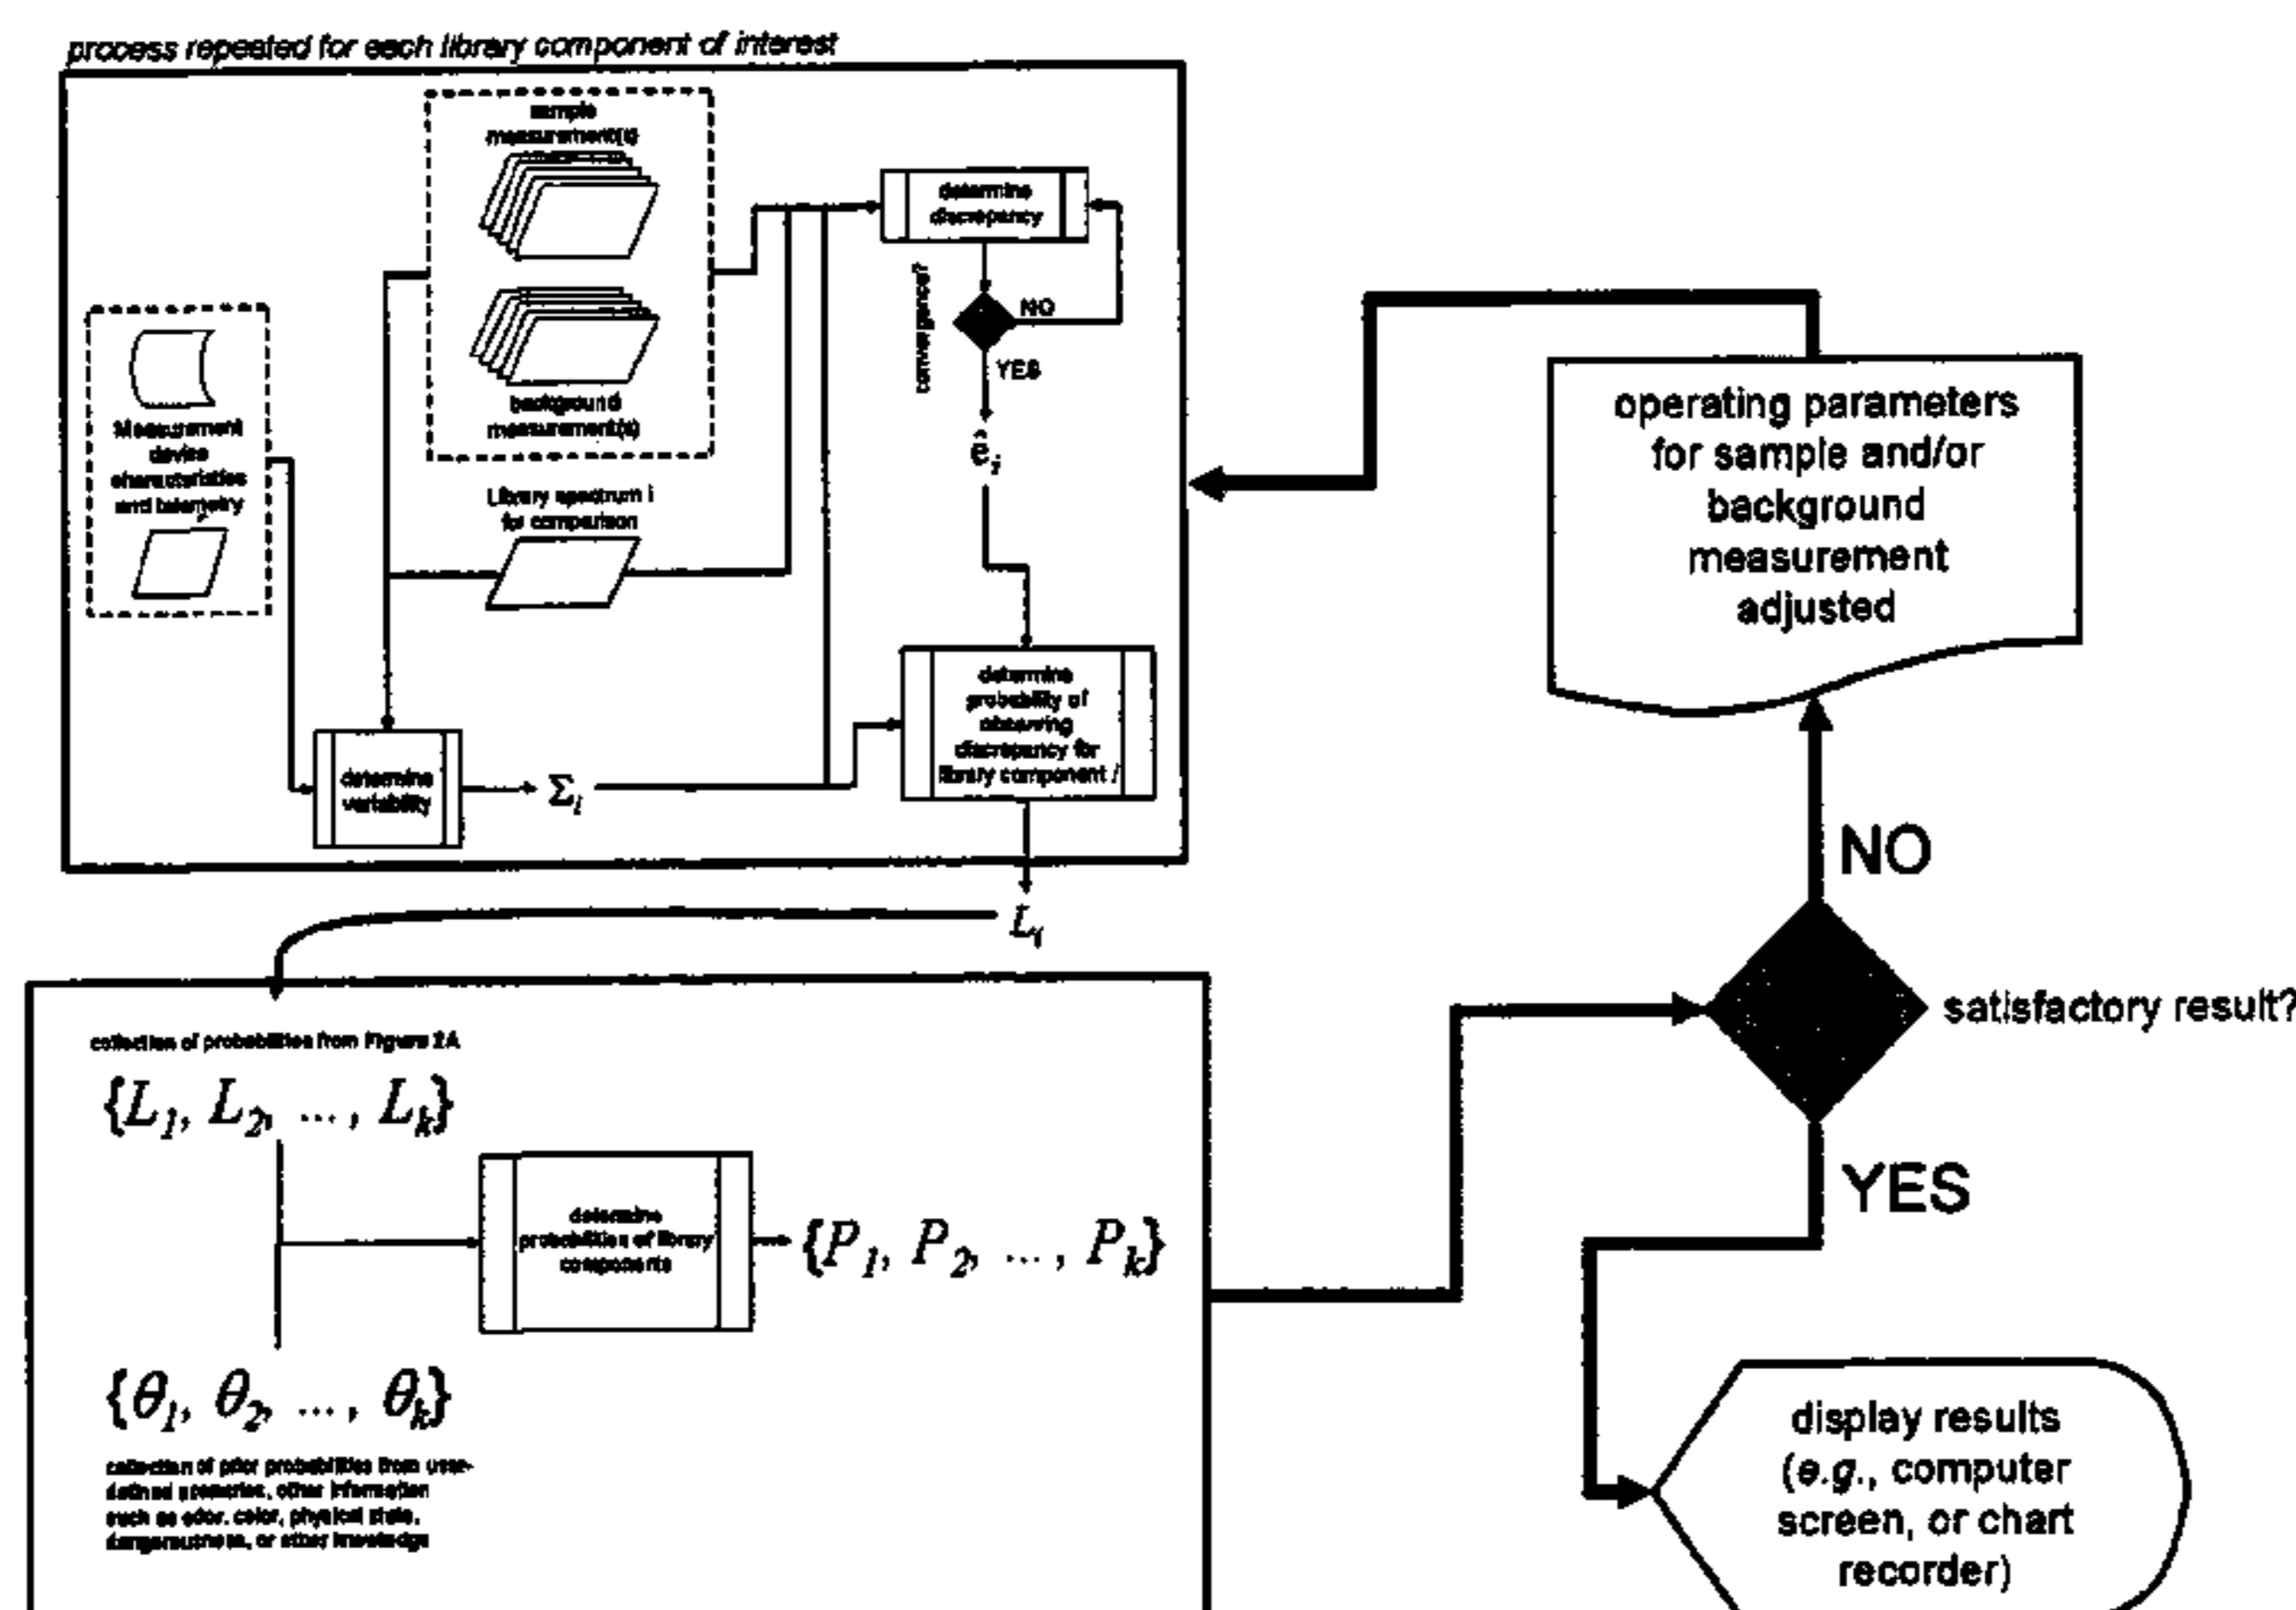 process repeated for each library component of interest
sample
measurement(s)
background
measurement(s)
Measurement
device
characteristics
and telemetry
Library spectrum i
for comparison
determine
discrepancy
convergence?
NO
YES
ê_i
determine
variability
Σ_i
determine
probability of
observing
discrepancy for
library component i
L_i
collection of probabilities from Figure 2A
{L_1, L_2, ..., L_k}
determine
probabilities of library
components
{P_1, P_2, ..., P_k}
{θ_1, θ_2, ..., θ_k}
collection of prior probabilities from user-
defined scenarios, other information
such as odor, color, physical state,
dangerousness, or other knowledge
operating parameters
for sample and/or
background
measurement
adjusted
NO
satisfactory result?
YES
display results
(e.g., computer
screen, or chart
recorder)